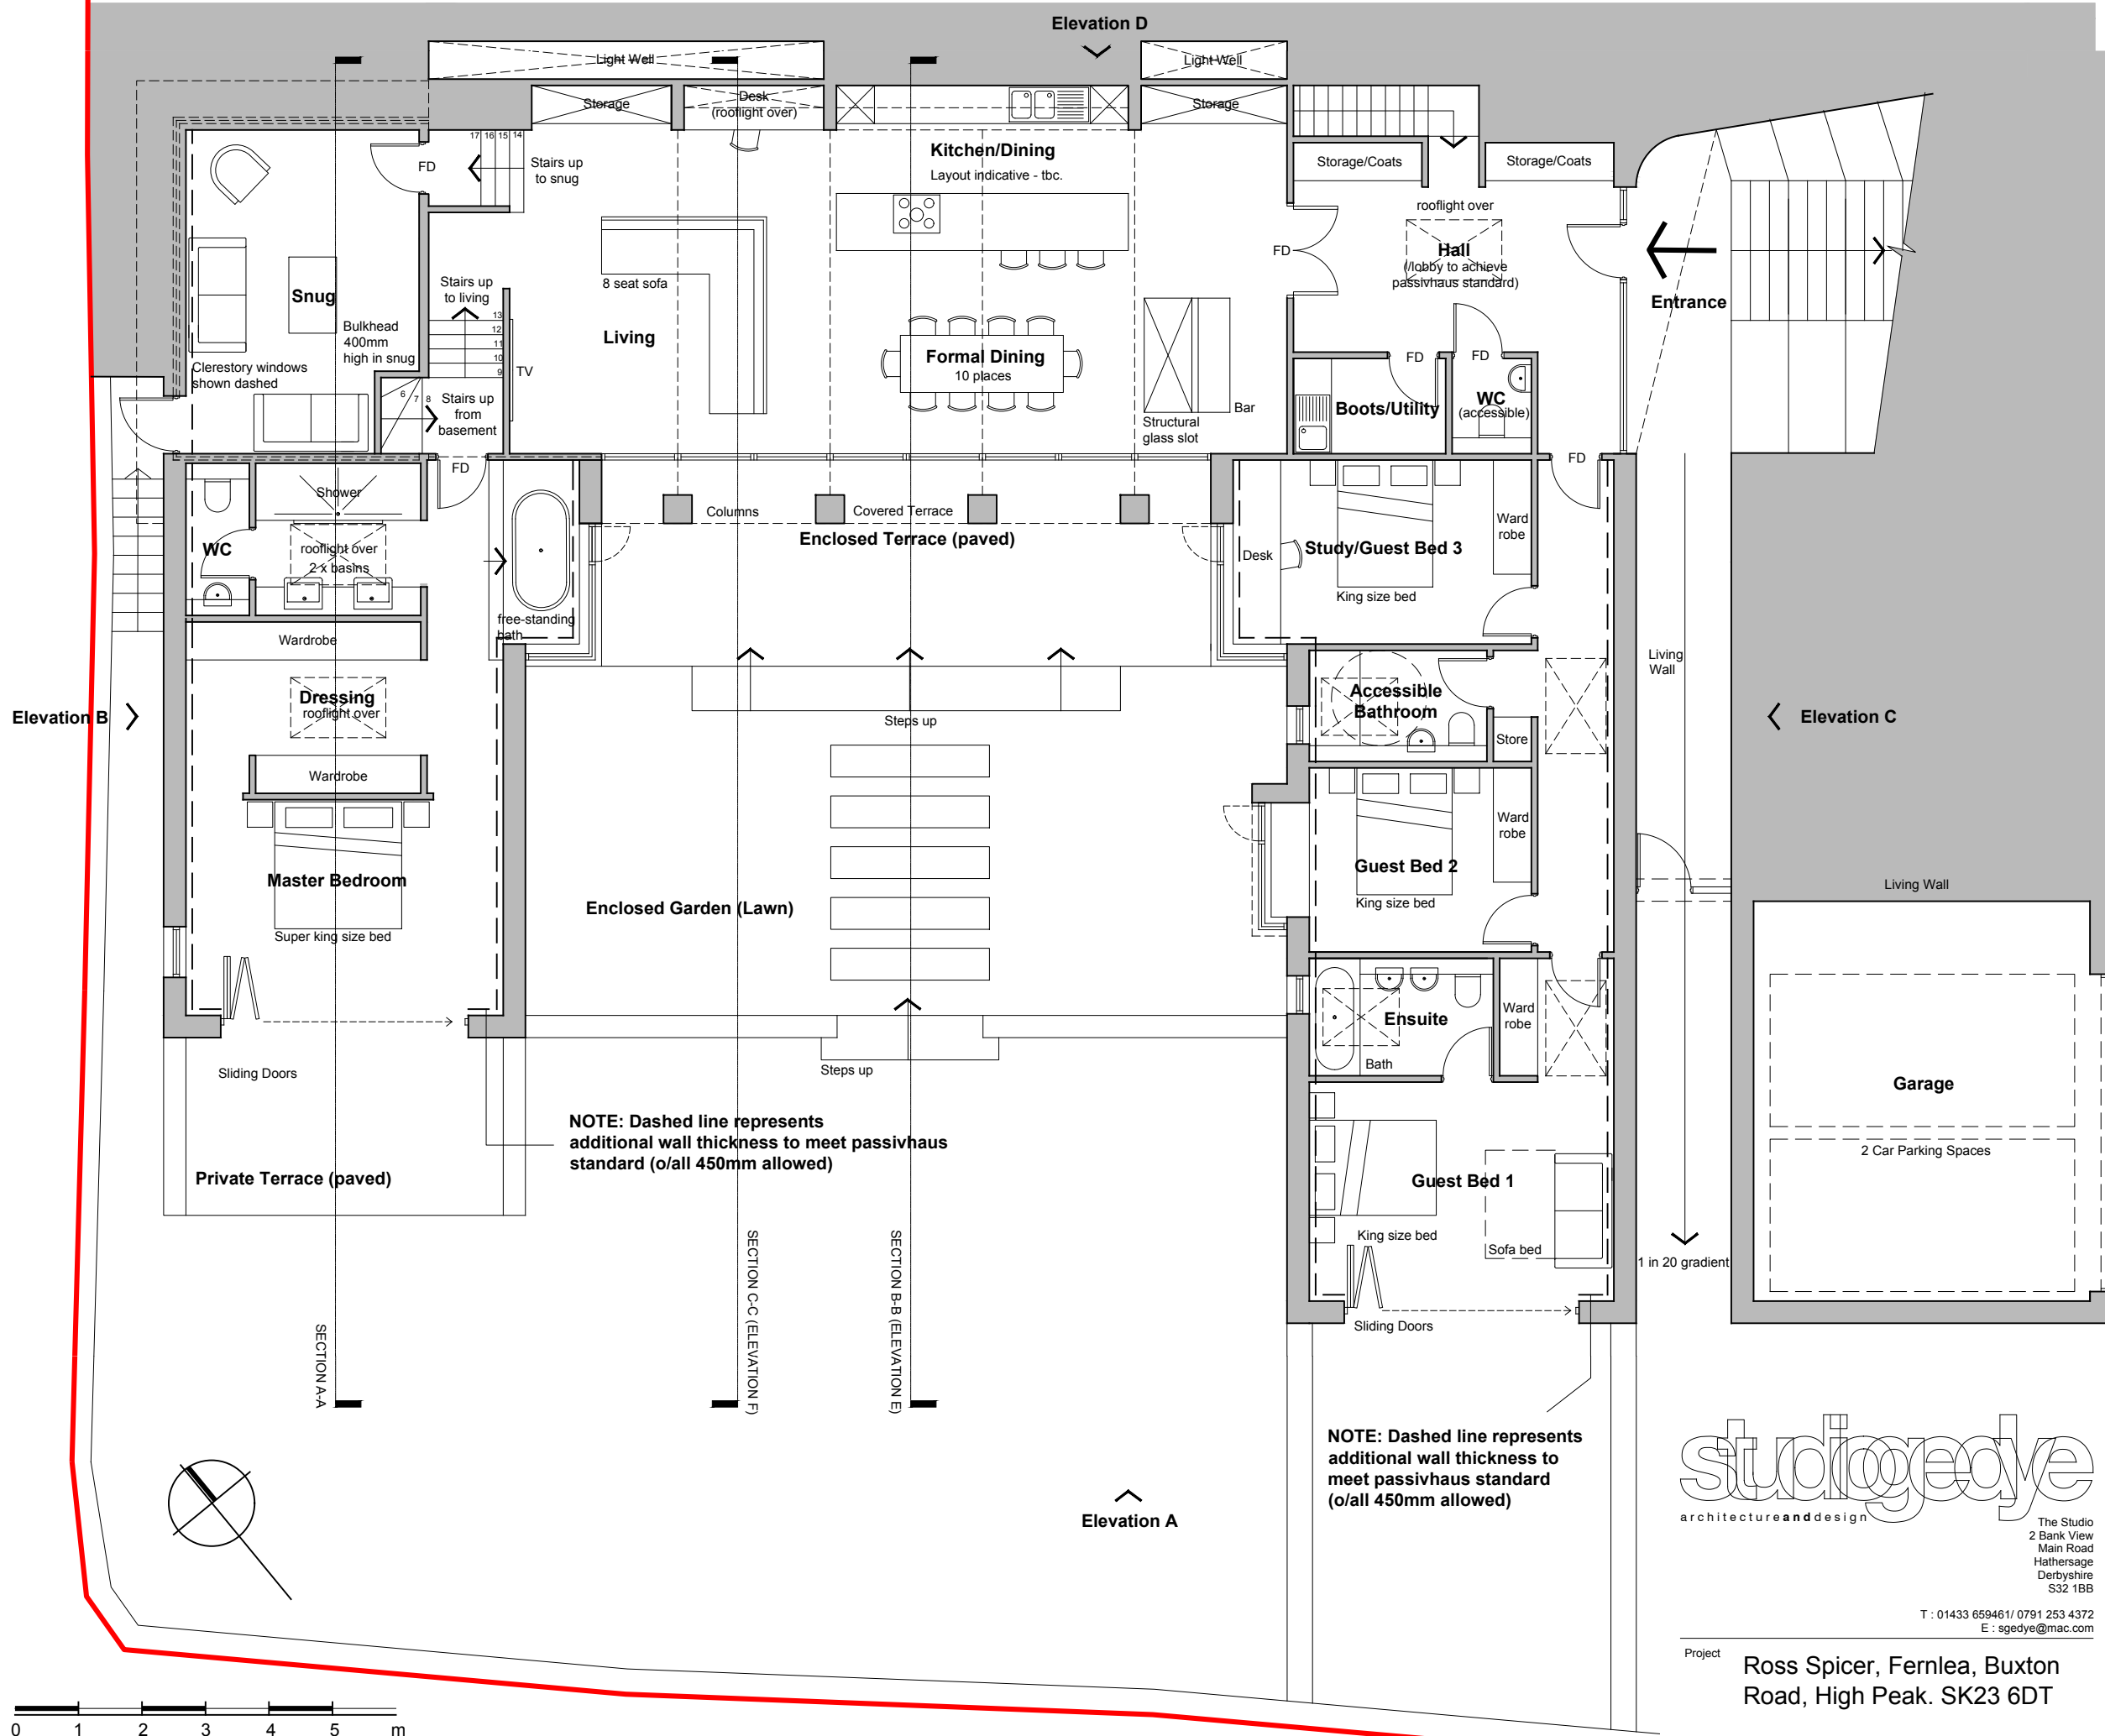 Elevation D
Light Well
Light Well
Storage
Desk
(rooflight over)
Storage
17 16 15 14
FD
Stairs up
to snug
Kitchen/Dining
Layout indicative - tbc.
Storage/Coats
Storage/Coats
rooflight over
Hall
(/lobby to achieve
passivhaus standard)
FD
Entrance
Snug
Stairs up
to living
8 seat sofa
Living
Bulkhead
400mm
high in snug
Clerestory windows
shown dashed
13
12
11
10
9
TV
6 7 8
Stairs up
from
basement
Formal Dining
10 places
Bar
Structural
glass slot
FD
FD
Boots/Utility
WC
(accessible)
FD
FD
Shower
WC
rooflight over
2 x basins
free-standing
bath
Columns
Covered Terrace
Enclosed Terrace (paved)
Desk
Study/Guest Bed 3
King size bed
Ward
robe
Wardrobe
Living
Wall
Elevation B
Dressing
rooflight over
Wardrobe
Steps up
Accessible
Bathroom
Store
Elevation C
Master Bedroom
Super king size bed
Enclosed Garden (Lawn)
Guest Bed 2
King size bed
Ward
robe
Living Wall
Ensuite
Bath
Ward
robe
Sliding Doors
Steps up
Garage
2 Car Parking Spaces
NOTE: Dashed line represents
additional wall thickness to meet passivhaus
standard (o/all 450mm allowed)
Private Terrace (paved)
Guest Bed 1
King size bed
Sofa bed
1 in 20 gradient
Sliding Doors
SECTION A-A
SECTION C-C (ELEVATION F)
SECTION B-B (ELEVATION E)
NOTE: Dashed line represents
additional wall thickness to
meet passivhaus standard
(o/all 450mm allowed)
Elevation A
studiogedye
architectureanddesign
The Studio
2 Bank View
Main Road
Hathersage
Derbyshire
S32 1BB
T : 01433 659461/ 0791 253 4372
E : sgedye@mac.com
Project
Ross Spicer, Fernlea, Buxton
Road, High Peak. SK23 6DT
0 1 2 3 4 5 m